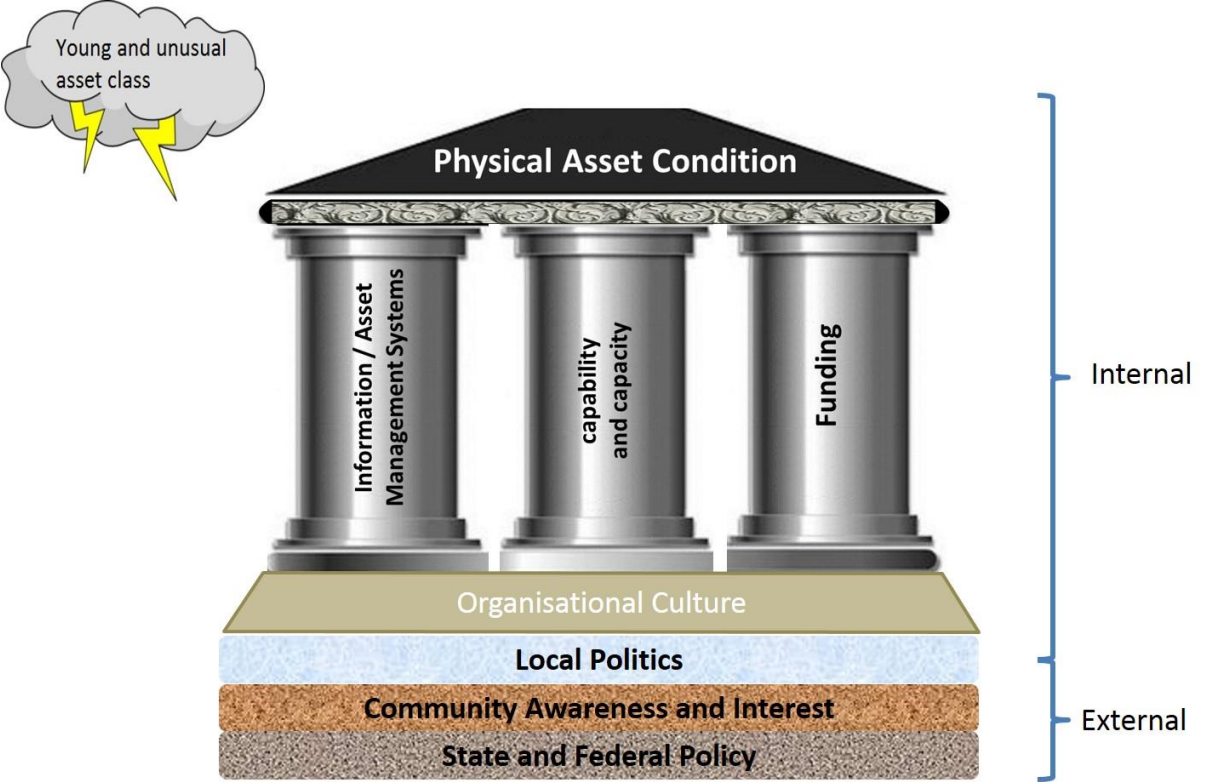 Young and unusual
asset class
Physical Asset Condition
Information / Asset
Management Systems
capability
and capacity
Funding
Internal
Organisational Culture
Local Politics
Community Awareness and Interest
External
State and Federal Policy